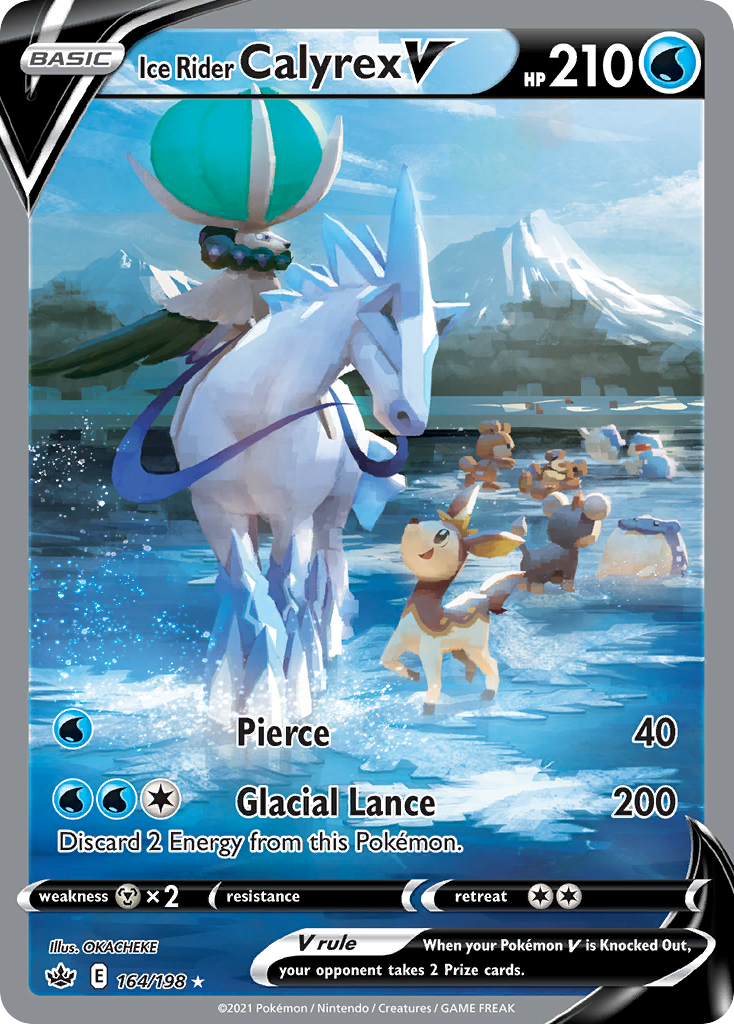 BASIC
Ice Rider Calyrex V
HP 210
Pierce 40
Glacial Lance 200
Discard 2 Energy from this Pokémon.
weakness ×2 resistance retreat
Illus. OKACHEKE
V rule When your Pokémon V is Knocked Out,
your opponent takes 2 Prize cards.
E 164/198
©2021 Pokémon / Nintendo / Creatures / GAME FREAK